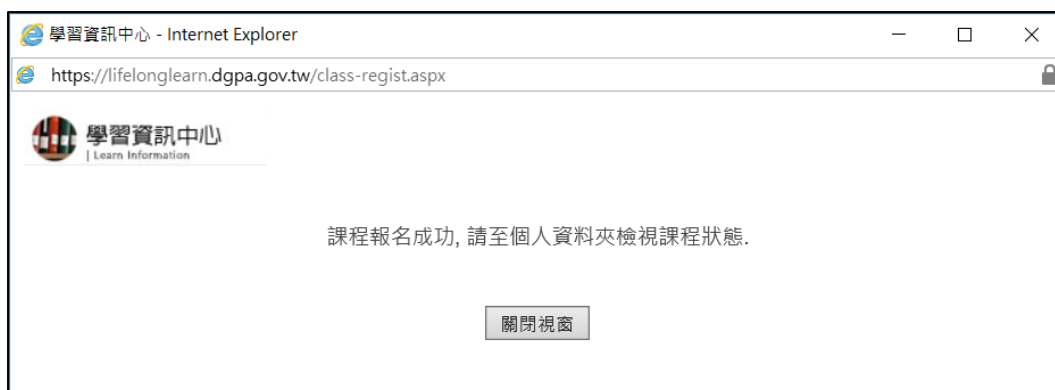 學習資訊中心 - Internet Explorer
https://lifelonglearn.dgpa.gov.tw/class-regist.aspx
學習資訊中心
| Learn Information
課程報名成功, 請至個人資料夾檢視課程狀態.
關閉視窗